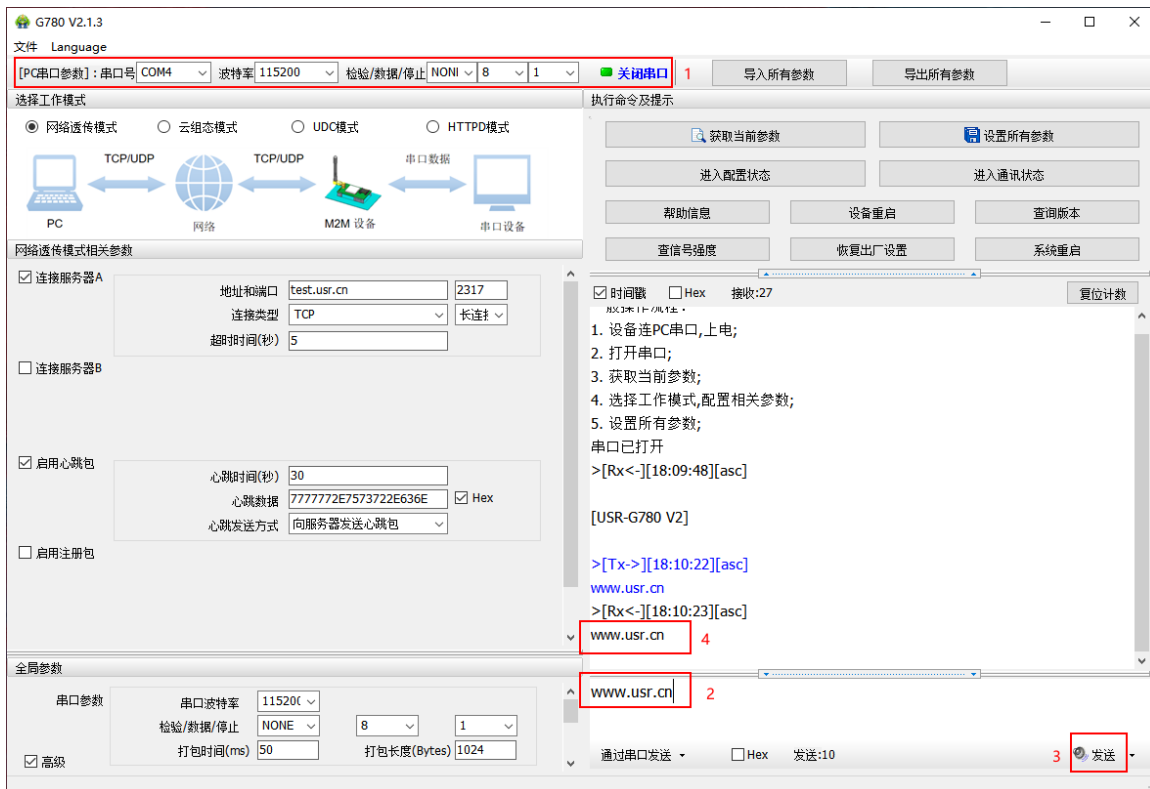 G780 V2.1.3
文件 Language
[PC串口参数]：串口号 COM4 波特率 115200 检验/数据/停止 NONI 8 1 关闭串口 1 导入所有参数 导出所有参数
选择工作模式
网络透传模式 云组态模式 UDC模式 HTTPD模式
TCP/UDP TCP/UDP 串口数据
PC 网络 M2M 设备 串口设备
网络透传模式相关参数
连接服务器A
地址和端口 test.usr.cn 2317
连接类型 TCP 长连接
超时时间(秒) 5
连接服务器B
启用心跳包
心跳时间(秒) 30
心跳数据 7777772E7573722E636E Hex
心跳发送方式 向服务器发送心跳包
启用注册包
全局参数
串口参数 串口波特率 11520(
检验/数据/停止 NONE 8 1
打包时间(ms) 50 打包长度(Bytes) 1024
高级
执行命令及提示
获取当前参数 设置所有参数
进入配置状态 进入通讯状态
帮助信息 设备重启 查询版本
查信号强度 恢复出厂设置 系统重启
时间戳 Hex 接收:27 复位计数
1. 设备连PC串口,上电;
2. 打开串口;
3. 获取当前参数;
4. 选择工作模式,配置相关参数;
5. 设置所有参数;
串口已打开
>[Rx<-][18:09:48][asc]
[USR-G780 V2]
>[Tx->][18:10:22][asc]
www.usr.cn
>[Rx<-][18:10:23][asc]
www.usr.cn 4
www.usr.cn 2
通过串口发送 Hex 发送:10 3 发送